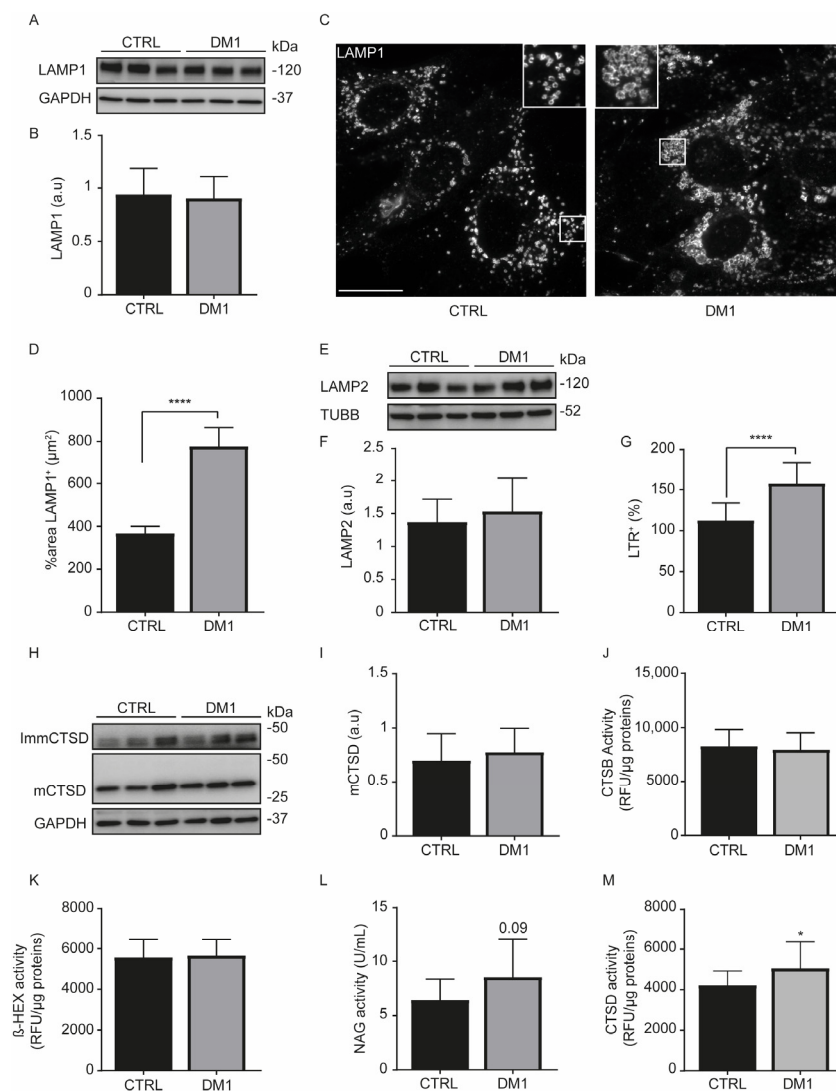 A
CTRL DM1 kDa
LAMP1 -120
GAPDH -37
B
LAMP1 (a.u)
1.5
1
0.5
0
CTRL DM1
C
LAMP1
CTRL DM1
D
%area LAMP1⁺ (µm²)
1000
800
600
400
200
0
****
CTRL DM1
E
CTRL DM1 kDa
LAMP2 -120
TUBB -52
F
LAMP2 (a.u)
2.5
2
1.5
1
0.5
0
CTRL DM1
G
LTR⁺ (%)
200
150
100
50
0
****
CTRL DM1
H
CTRL DM1 kDa
ImmCTSD -50
-50
mCTSD
-25
GAPDH -37
I
mCTSD (a.u)
1.5
1
0.5
0
CTRL DM1
J
CTSB Activity
(RFU/µg proteins)
15,000
10,000
5000
0
CTRL DM1
K
ß-HEX activity
(RFU/µg proteins)
8000
6000
4000
2000
0
CTRL DM1
L
NAG activity (U/mL)
15
10
5
0
0.09
CTRL DM1
M
CTSD activity
(RFU/µg proteins)
8000
6000
4000
2000
0
*
CTRL DM1